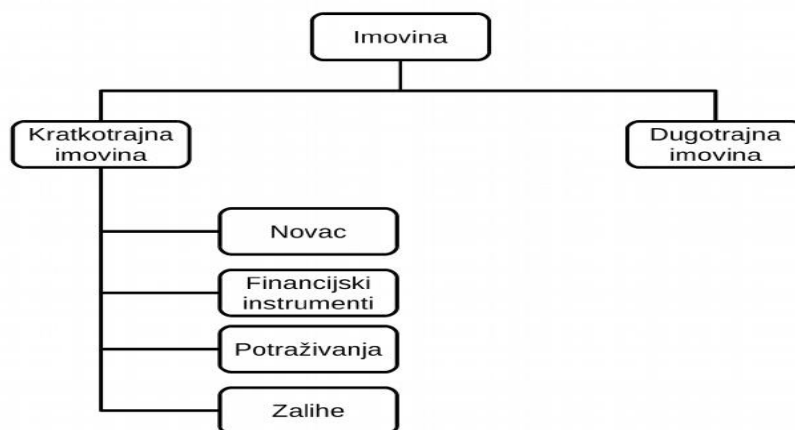 Imovina
Kratkotrajna
imovina
Dugotrajna
imovina
Novac
Financijski
instrumenti
Potraživanja
Zalihe